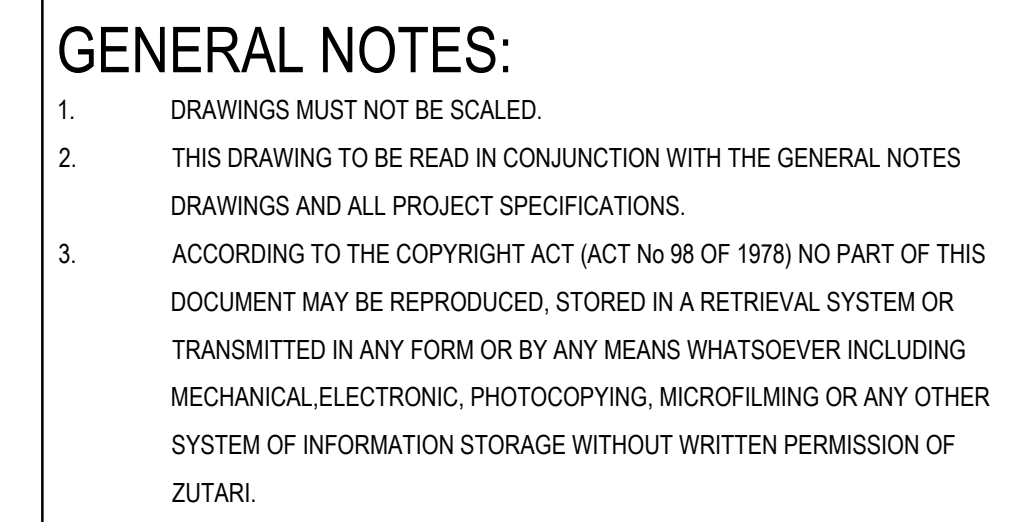 GENERAL NOTES:
1. DRAWINGS MUST NOT BE SCALED.
2. THIS DRAWING TO BE READ IN CONJUNCTION WITH THE GENERAL NOTES
DRAWINGS AND ALL PROJECT SPECIFICATIONS.
3. ACCORDING TO THE COPYRIGHT ACT (ACT No 98 OF 1978) NO PART OF THIS
DOCUMENT MAY BE REPRODUCED, STORED IN A RETRIEVAL SYSTEM OR
TRANSMITTED IN ANY FORM OR BY ANY MEANS WHATSOEVER INCLUDING
MECHANICAL,ELECTRONIC, PHOTOCOPYING, MICROFILMING OR ANY OTHER
SYSTEM OF INFORMATION STORAGE WITHOUT WRITTEN PERMISSION OF
ZUTARI.